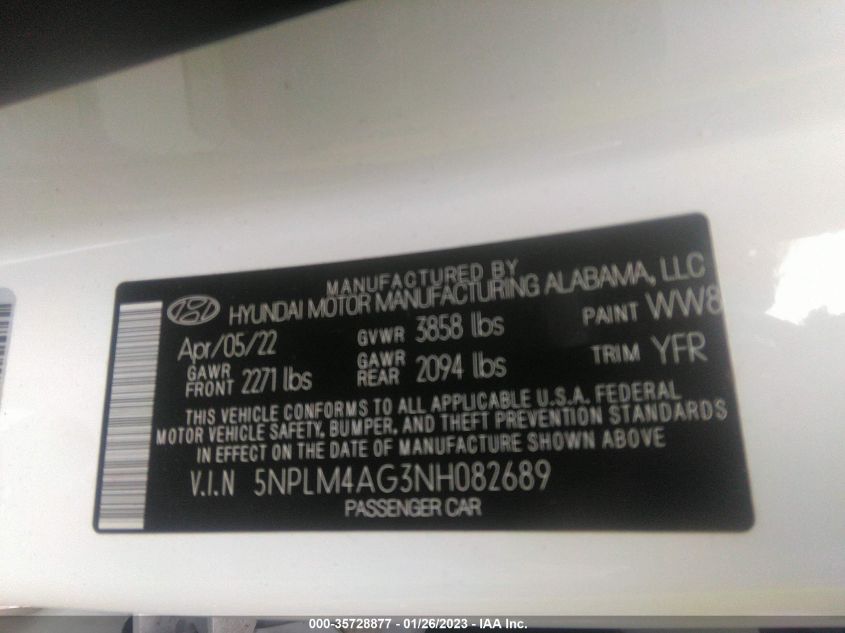 MANUFACTURED BY
HYUNDAI MOTOR MANUFACTURING ALABAMA, LLC
Apr/05/22 GVWR 3858 lbs PAINT WW8
GAWR FRONT 2271 lbs GAWR REAR 2094 lbs TRIM YFR
THIS VEHICLE CONFORMS TO ALL APPLICABLE U.S.A. FEDERAL
MOTOR VEHICLE SAFETY, BUMPER, AND THEFT PREVENTION STANDARDS
IN EFFECT ON THE DATE OF MANUFACTURE SHOWN ABOVE
V.I.N 5NPLM4AG3NH082689
PASSENGER CAR
000-35728877 - 01/26/2023 - IAA Inc.